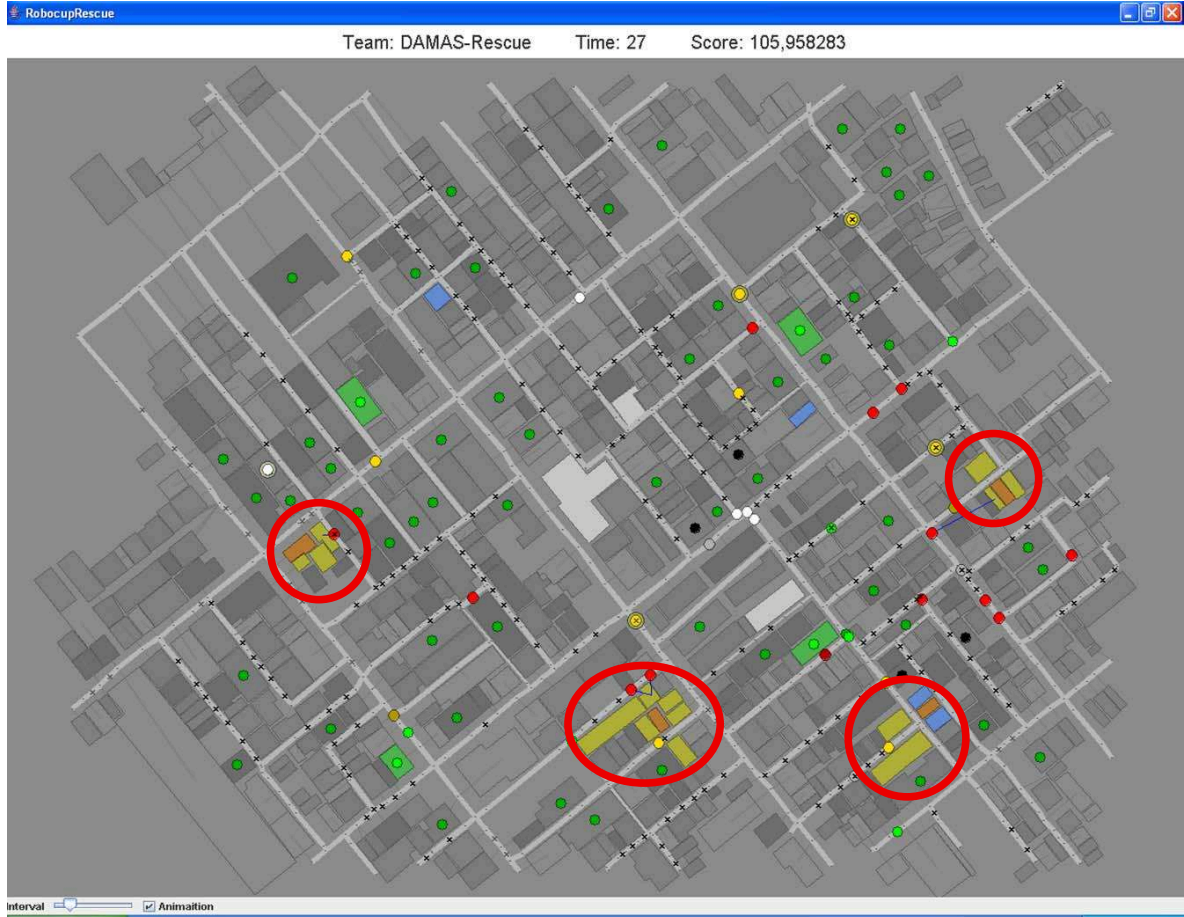 RobocupRescue
Team: DAMAS-Rescue Time: 27 Score: 105,958283
Interval Animaition